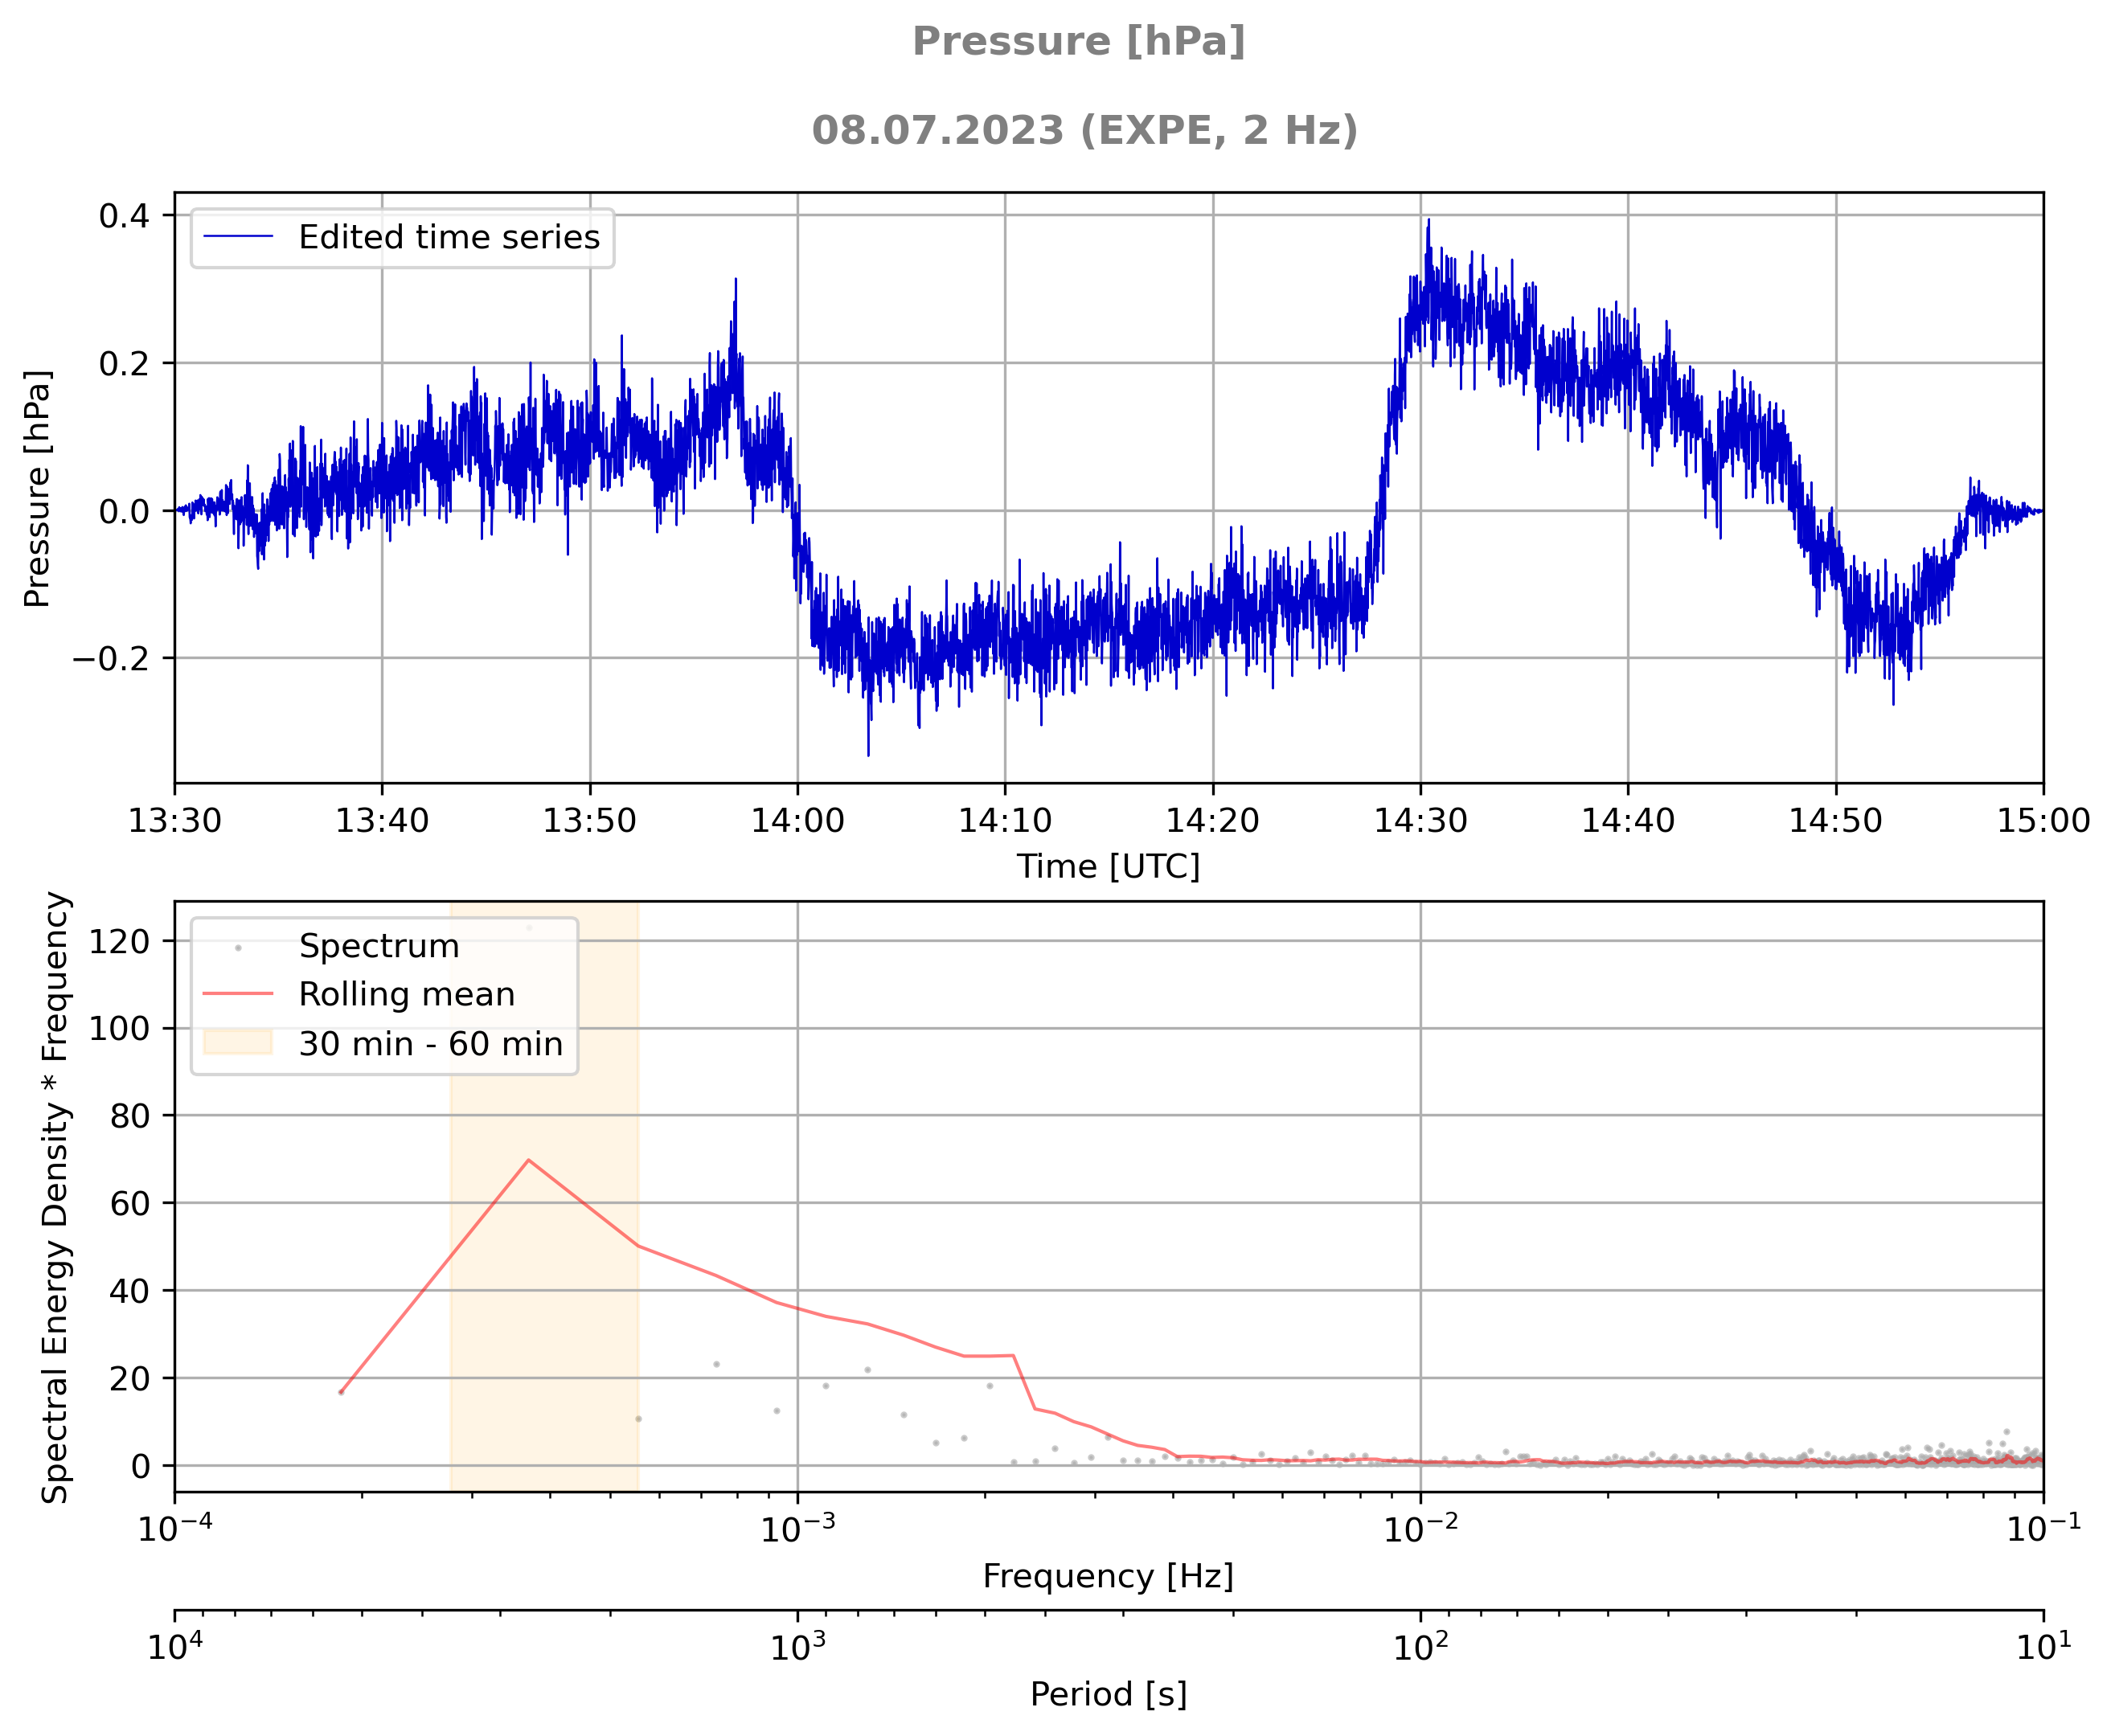 Pressure [hPa]
08.07.2023 (EXPE, 2 Hz)
Edited time series
Pressure [hPa]
0.4
0.2
0.0
−0.2
13:30 13:40 13:50 14:00 14:10 14:20 14:30 14:40 14:50 15:00
Time [UTC]
Spectrum
Rolling mean
30 min - 60 min
Spectral Energy Density * Frequency
120
100
80
60
40
20
0
10⁻⁴ 10⁻³ 10⁻² 10⁻¹
Frequency [Hz]
10⁴ 10³ 10² 10¹
Period [s]